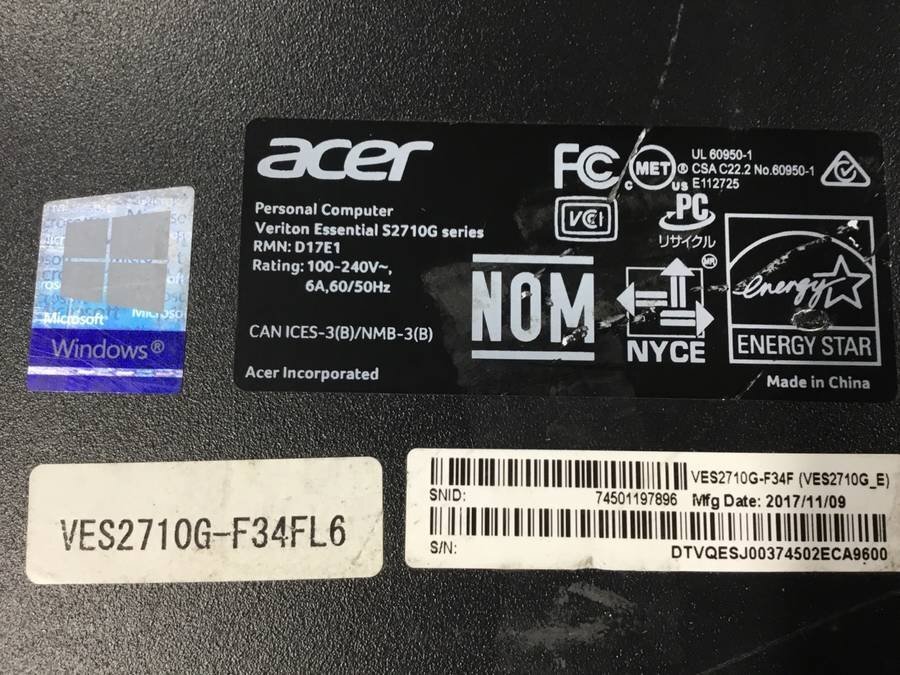 acer
Personal Computer
Veriton Essential S2710G series
RMN: D17E1
Rating: 100-240V~,
6A,60/50Hz
CAN ICES-3(B)/NMB-3(B)
Acer Incorporated
FC
c MET ® US
UL 60950-1
CSA C22.2 No.60950-1
E112725
VCI
PC
リサイクル
NOM
MR
NYCE
energy
ENERGY STAR
Made in China
Microsoft
Windows®
VES2710G-F34FL6
VES2710G-F34F (VES2710G_E)
SNID: 74501197896 Mfg Date: 2017/11/09
S/N: DTVQESJ00374502ECA9600